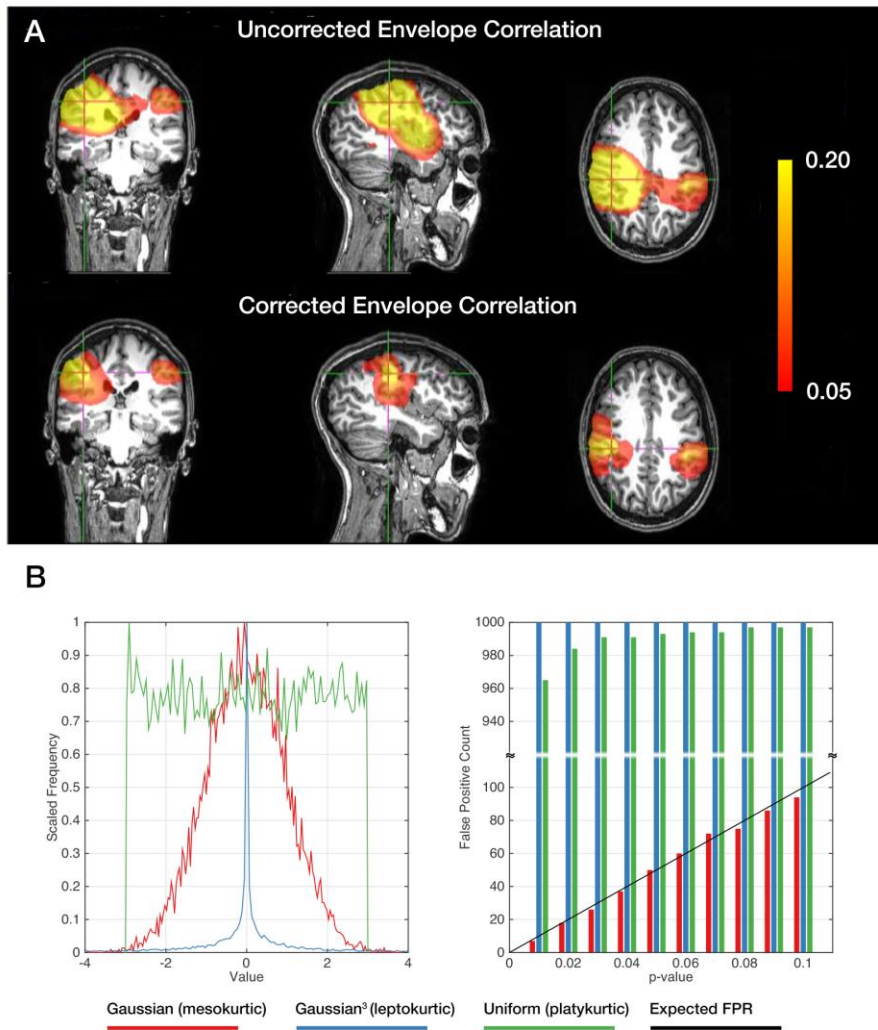 A
Uncorrected Envelope Correlation
0.20
0.05
Corrected Envelope Correlation
B
Scaled Frequency
1
0.9
0.8
0.7
0.6
0.5
0.4
0.3
0.2
0.1
0
-4 -2 0 2 4
Value
False Positive Count
1000
980
960
940
≈ ≈
100
80
60
40
20
0
0 0.02 0.04 0.06 0.08 0.1
p-value
Gaussian (mesokurtic) Gaussian³ (leptokurtic) Uniform (platykurtic) Expected FPR